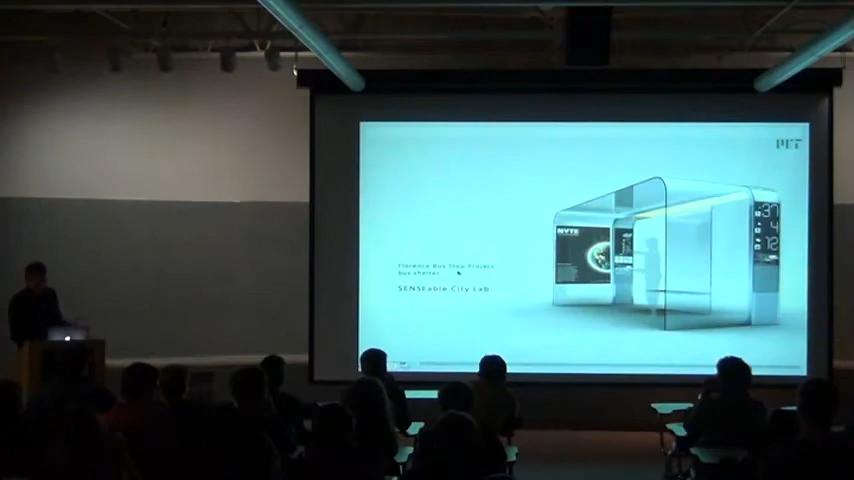 MIT
Florence Bus Stop Project
bus shelter
SENSEable City Lab
NYTE
:37
4
12